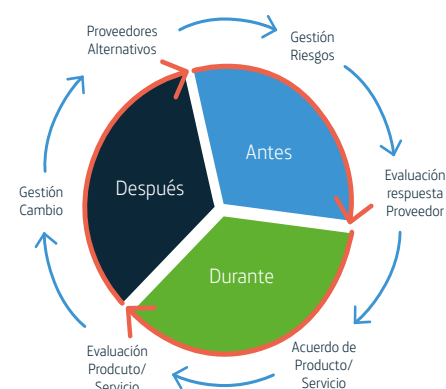 Proveedores
Alternativos
Gestión
Riesgos
Antes
Evaluación
respuesta
Proveedor
Después
Gestión
Cambio
Durante
Acuerdo de
Producto/
Servicio
Evaluación
Prodcuto/
Servicio